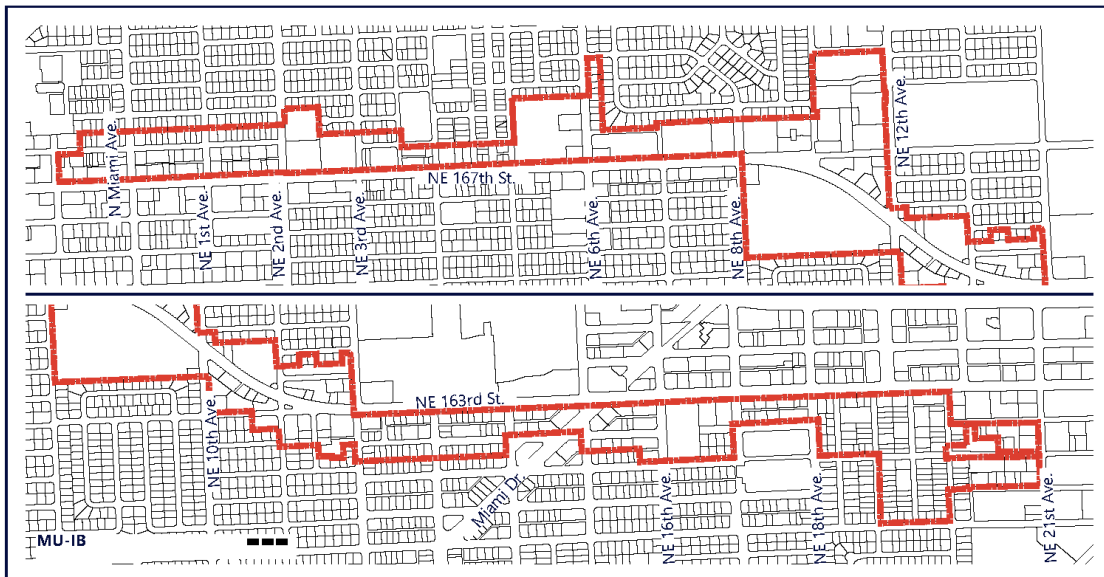 N Miami Ave.
NE 1st Ave.
NE 2nd Ave.
NE 3rd Ave.
NE 167th St.
NE 6th Ave.
NE 8th Ave.
NE 12th Ave.
NE 163rd St.
NE 10th Ave.
Miami Dr.
NE 16th Ave.
NE 18th Ave.
NE 21st Ave.
MU-IB